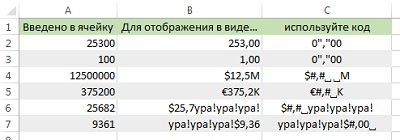 A B C
1 Введено в ячейку Для отображения в виде... используйте код
2 25300 253,00 0","00
3 100 1,00 0","00
4 12500000 $12,5M $#,#_ _M
5 375200 €375,2K €#,#_K
6 25682 $25,7ура!ура!ура! $#,#_ура!ура!ура!
7 9361 ура!ура!ура!$9,36 ура!ура!ура!$#,00_